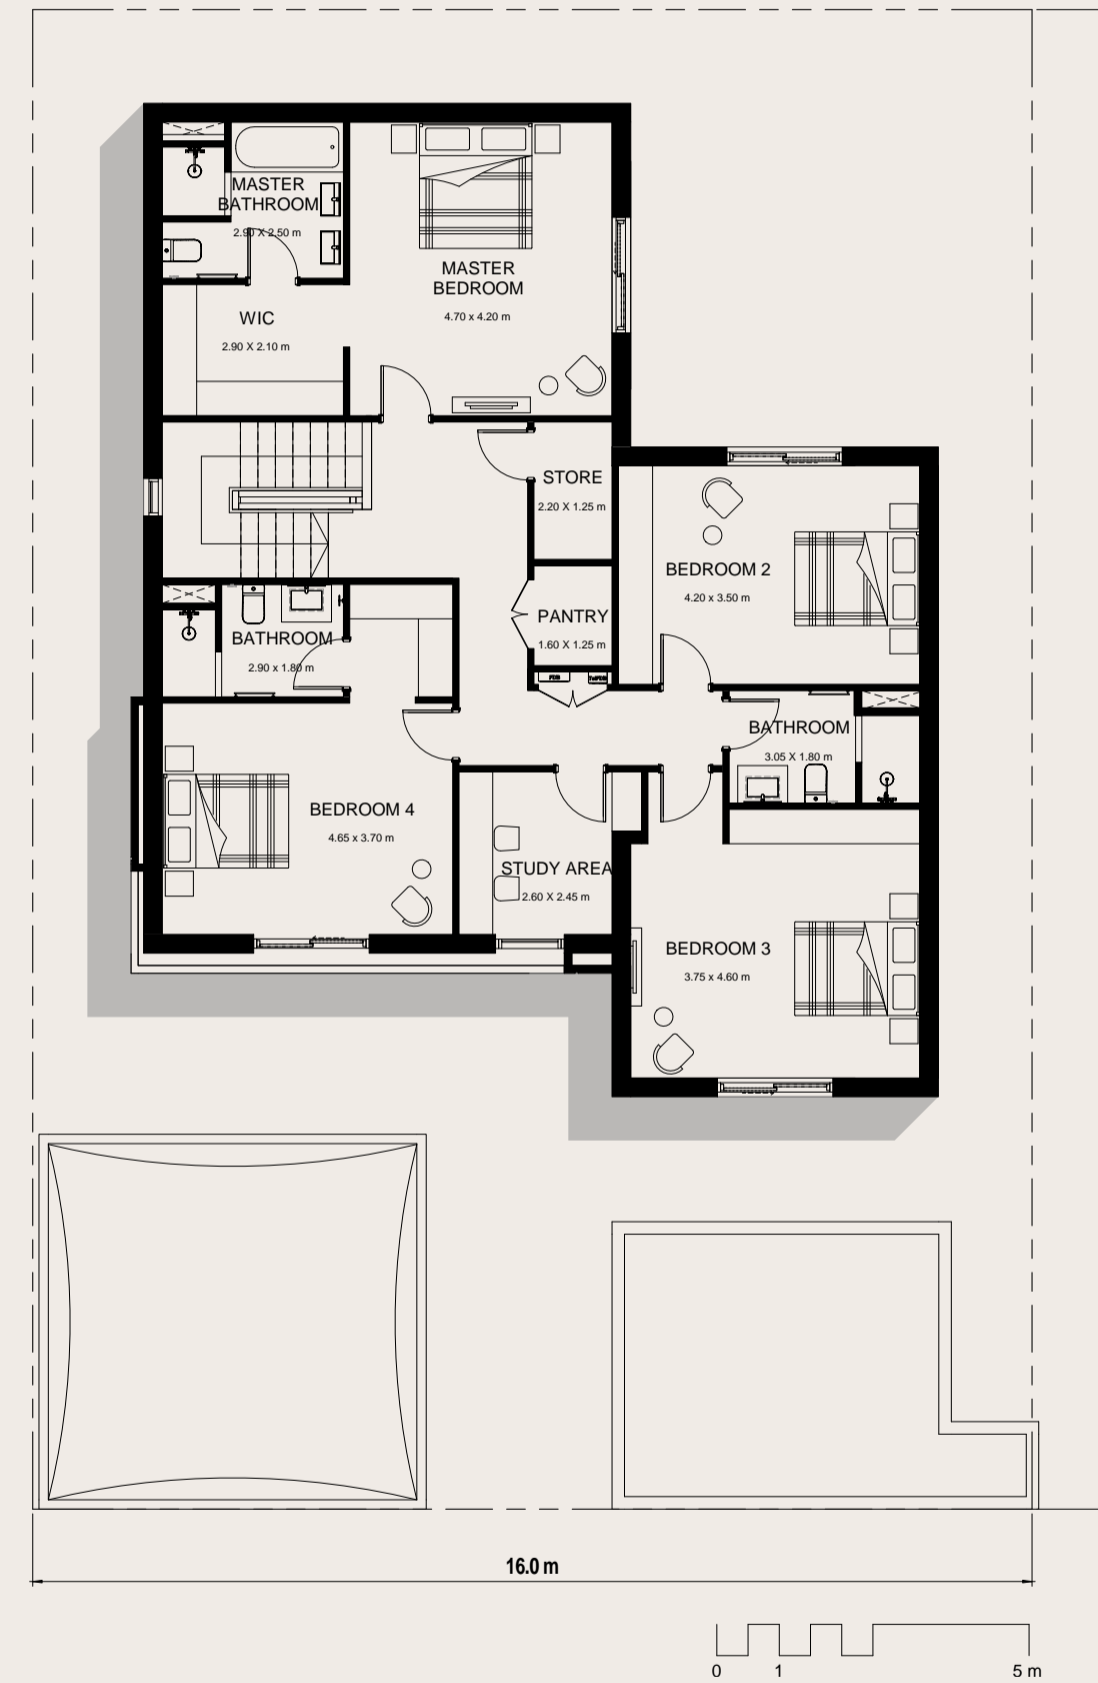 MASTER
BATHROOM
2.90 X 2.50 m
MASTER
BEDROOM
4.70 x 4.20 m
WIC
2.90 X 2.10 m
STORE
2.20 X 1.25 m
BEDROOM 2
4.20 x 3.50 m
PANTRY
1.60 X 1.25 m
BATHROOM
2.90 x 1.80 m
BATHROOM
3.05 X 1.80 m
BEDROOM 4
4.65 x 3.70 m
STUDY AREA
2.60 X 2.45 m
BEDROOM 3
3.75 x 4.60 m
16.0 m
0 1 5 m